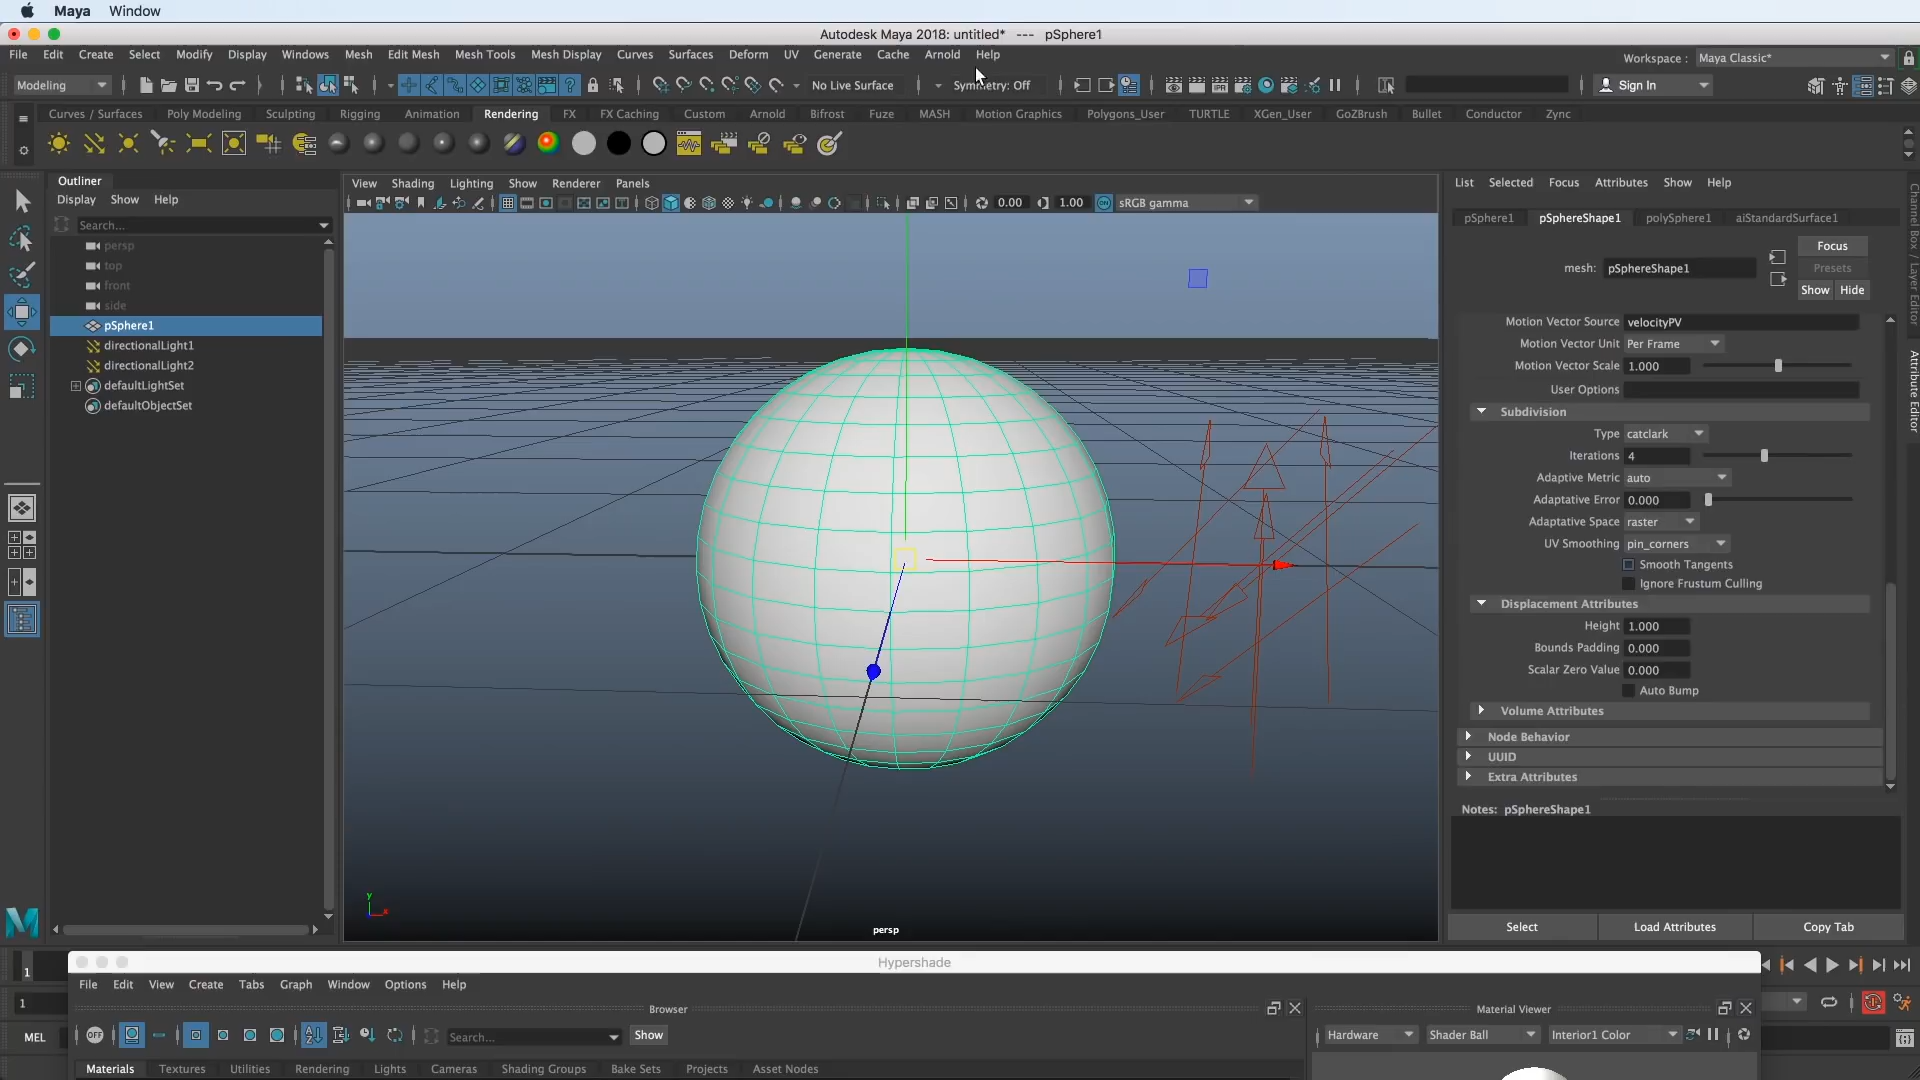 Maya Window
Autodesk Maya 2018: untitled* --- pSphere1
File Edit Create Select Modify Display Windows Mesh Edit Mesh Mesh Tools Mesh Display Curves Surfaces Deform UV Generate Cache Arnold Help
Workspace : Maya Classic*
Modeling No Live Surface Symmetry: Off Sign In
Curves / Surfaces Poly Modeling Sculpting Rigging Animation Rendering FX FX Caching Custom Arnold Bifrost Fuze MASH Motion Graphics Polygons_User TURTLE XGen_User GoZBrush Bullet Conductor Zync
Outliner
Display Show Help
Search...
persp
top
front
side
pSphere1
directionalLight1
directionalLight2
defaultLightSet
defaultObjectSet
View Shading Lighting Show Renderer Panels
0.00 1.00 ON sRGB gamma
y
x
persp
List Selected Focus Attributes Show Help
pSphere1 pSphereShape1 polySphere1 aiStandardSurface1
Focus
mesh: pSphereShape1
Presets
Show Hide
Motion Vector Source velocityPV
Motion Vector Unit Per Frame
Motion Vector Scale 1.000
User Options
Subdivision
Type catclark
Iterations 4
Adaptive Metric auto
Adaptative Error 0.000
Adaptative Space raster
UV Smoothing pin_corners
Smooth Tangents
Ignore Frustum Culling
Displacement Attributes
Height 1.000
Bounds Padding 0.000
Scalar Zero Value 0.000
Auto Bump
Volume Attributes
Node Behavior
UUID
Extra Attributes
Notes: pSphereShape1
Select Load Attributes Copy Tab
Channel Box / Layer Editor
Attribute Editor
1
1
MEL
Hypershade
File Edit View Create Tabs Graph Window Options Help
Browser
OFF Search... Show
Materials Textures Utilities Rendering Lights Cameras Shading Groups Bake Sets Projects Asset Nodes
Material Viewer
Hardware Shader Ball Interior1 Color